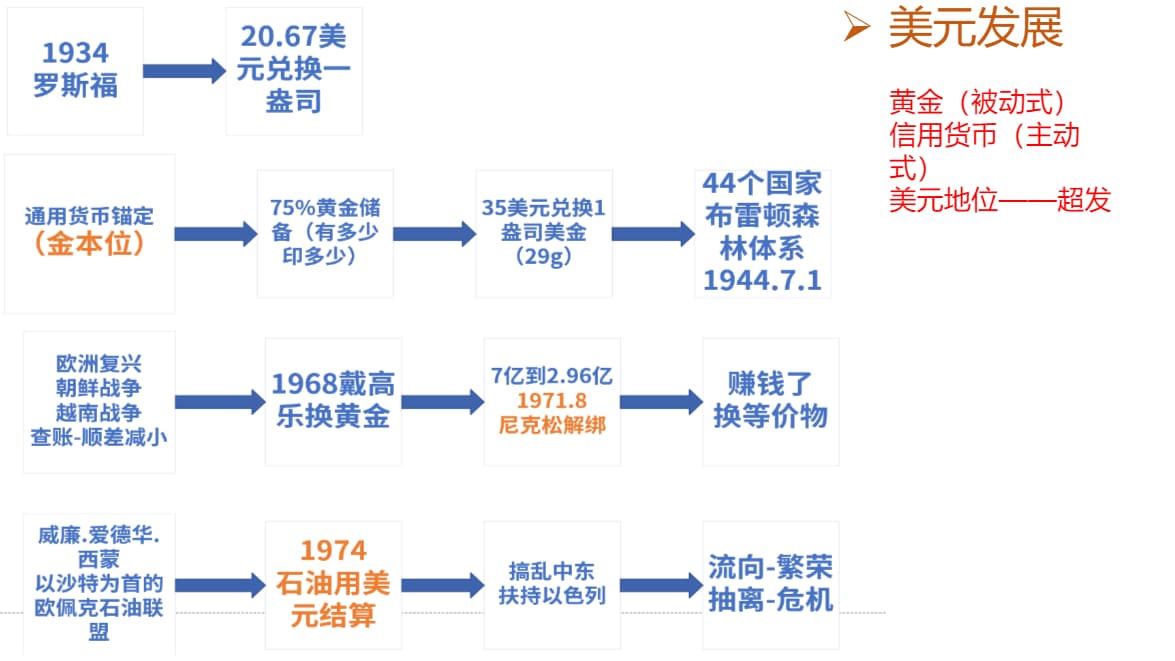 美元发展
黄金（被动式）
信用货币（主动
式）
美元地位——超发
1934
罗斯福
20.67美
元兑换一
盎司
通用货币锚定
（金本位）
75%黄金储
备（有多少
印多少）
35美元兑换1
盎司美金
（29g）
44个国家
布雷顿森
林体系
1944.7.1
欧洲复兴
朝鲜战争
越南战争
查账-顺差减小
1968戴高
乐换黄金
7亿到2.96亿
1971.8
尼克松解绑
赚钱了
换等价物
威廉.爱德华.
西蒙
以沙特为首的
欧佩克石油联
盟
1974
石油用美
元结算
搞乱中东
扶持以色列
流向-繁荣
抽离-危机